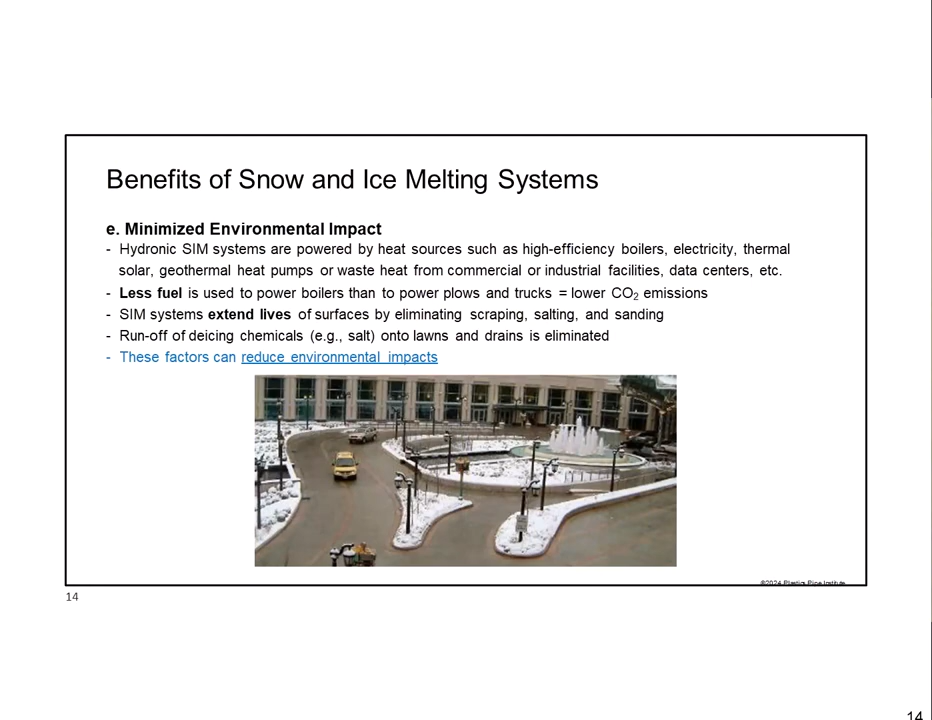 Benefits of Snow and Ice Melting Systems
e. Minimized Environmental Impact
- Hydronic SIM systems are powered by heat sources such as high-efficiency boilers, electricity, thermal
solar, geothermal heat pumps or waste heat from commercial or industrial facilities, data centers, etc.
- Less fuel is used to power boilers than to power plows and trucks = lower CO₂ emissions
- SIM systems extend lives of surfaces by eliminating scraping, salting, and sanding
- Run-off of deicing chemicals (e.g., salt) onto lawns and drains is eliminated
- These factors can reduce environmental impacts
©2024 Plastics Pipe Institute
14
14